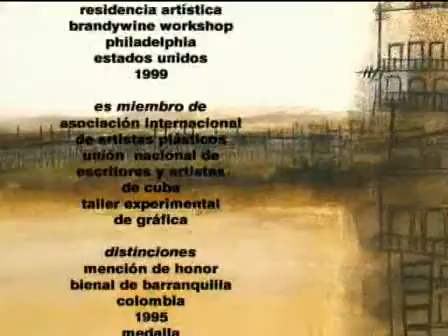 residencia artística
brandywine workshop
philadelphia
estados unidos
1999
es miembro de
asociación internacional
de artistas plásticos
unión nacional de
escritores y artistas
de cuba
taller experimental
de gráfica
distinciones
mención de honor
bienal de barranquilla
colombia
1995
medalla